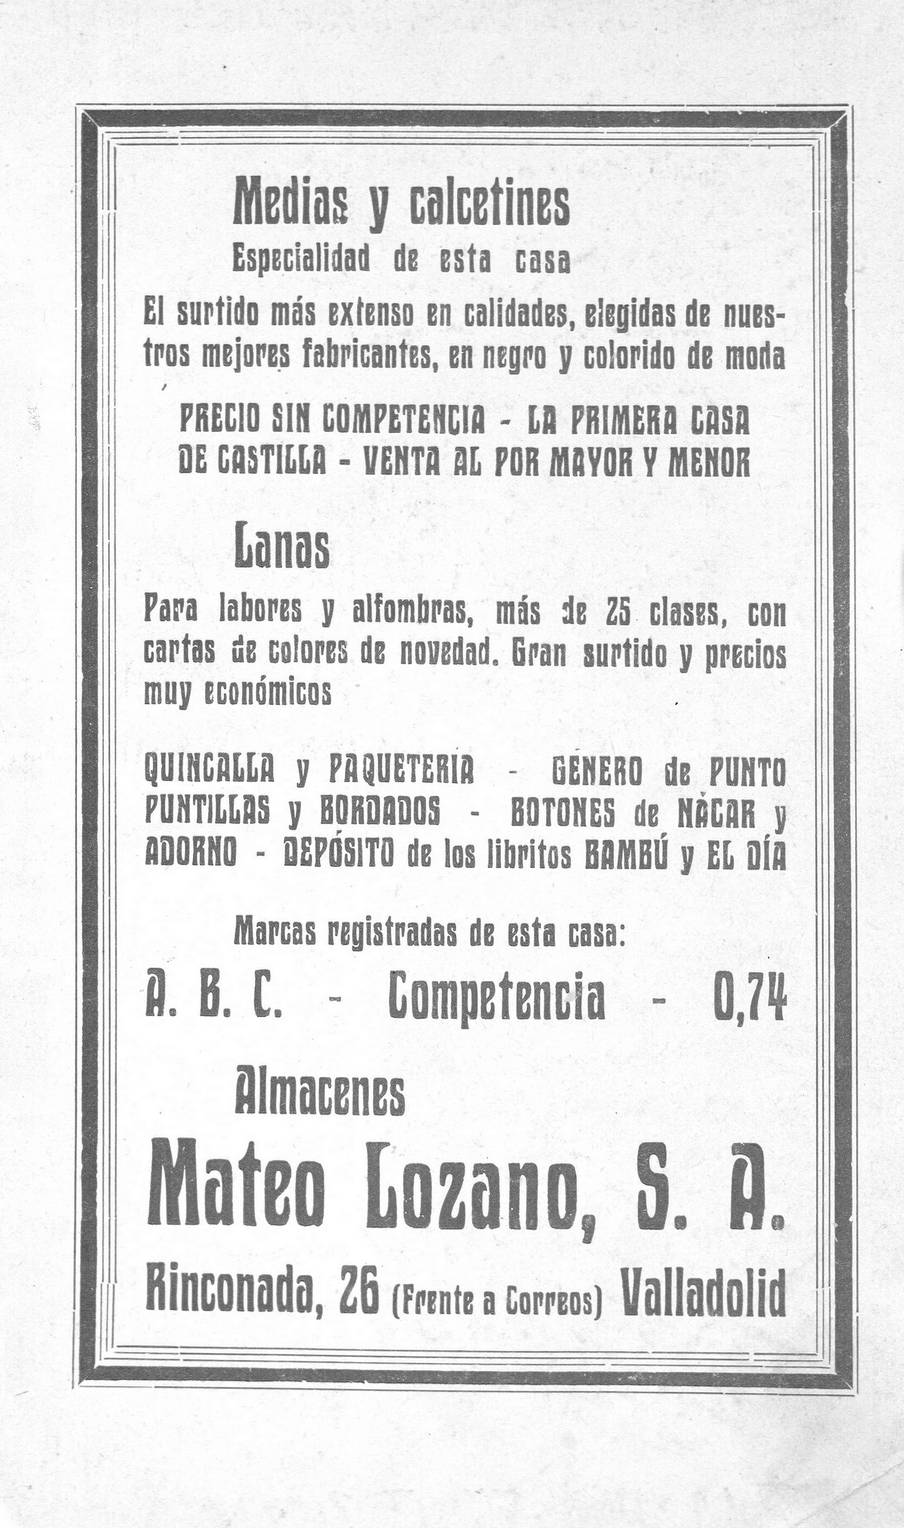 Medias y calcetines
Especialidad de esta casa
El surtido más extenso en calidades, elegidas de nues-
tros mejores fabricantes, en negro y colorido de moda
PRECIO SIN COMPETENCIA - LA PRIMERA CASA
DE CASTILLA - VENTA AL POR MAYOR Y MENOR
Lanas
Para labores y alfombras, más de 25 clases, con
cartas de colores de novedad. Gran surtido y precios
muy económicos
QUINCALLA y PAQUETERIA - GÉNERO de PUNTO
PUNTILLAS y BORDADOS - BOTONES de NÁCAR y
ADORNO - DEPÓSITO de los libritos BAMBÚ y EL DÍA
Marcas registradas de esta casa:
A. B. C. - Competencia - 0,74
Almacenes
Mateo Lozano, S. A.
Rinconada, 26 (Frente a Correos) Valladolid